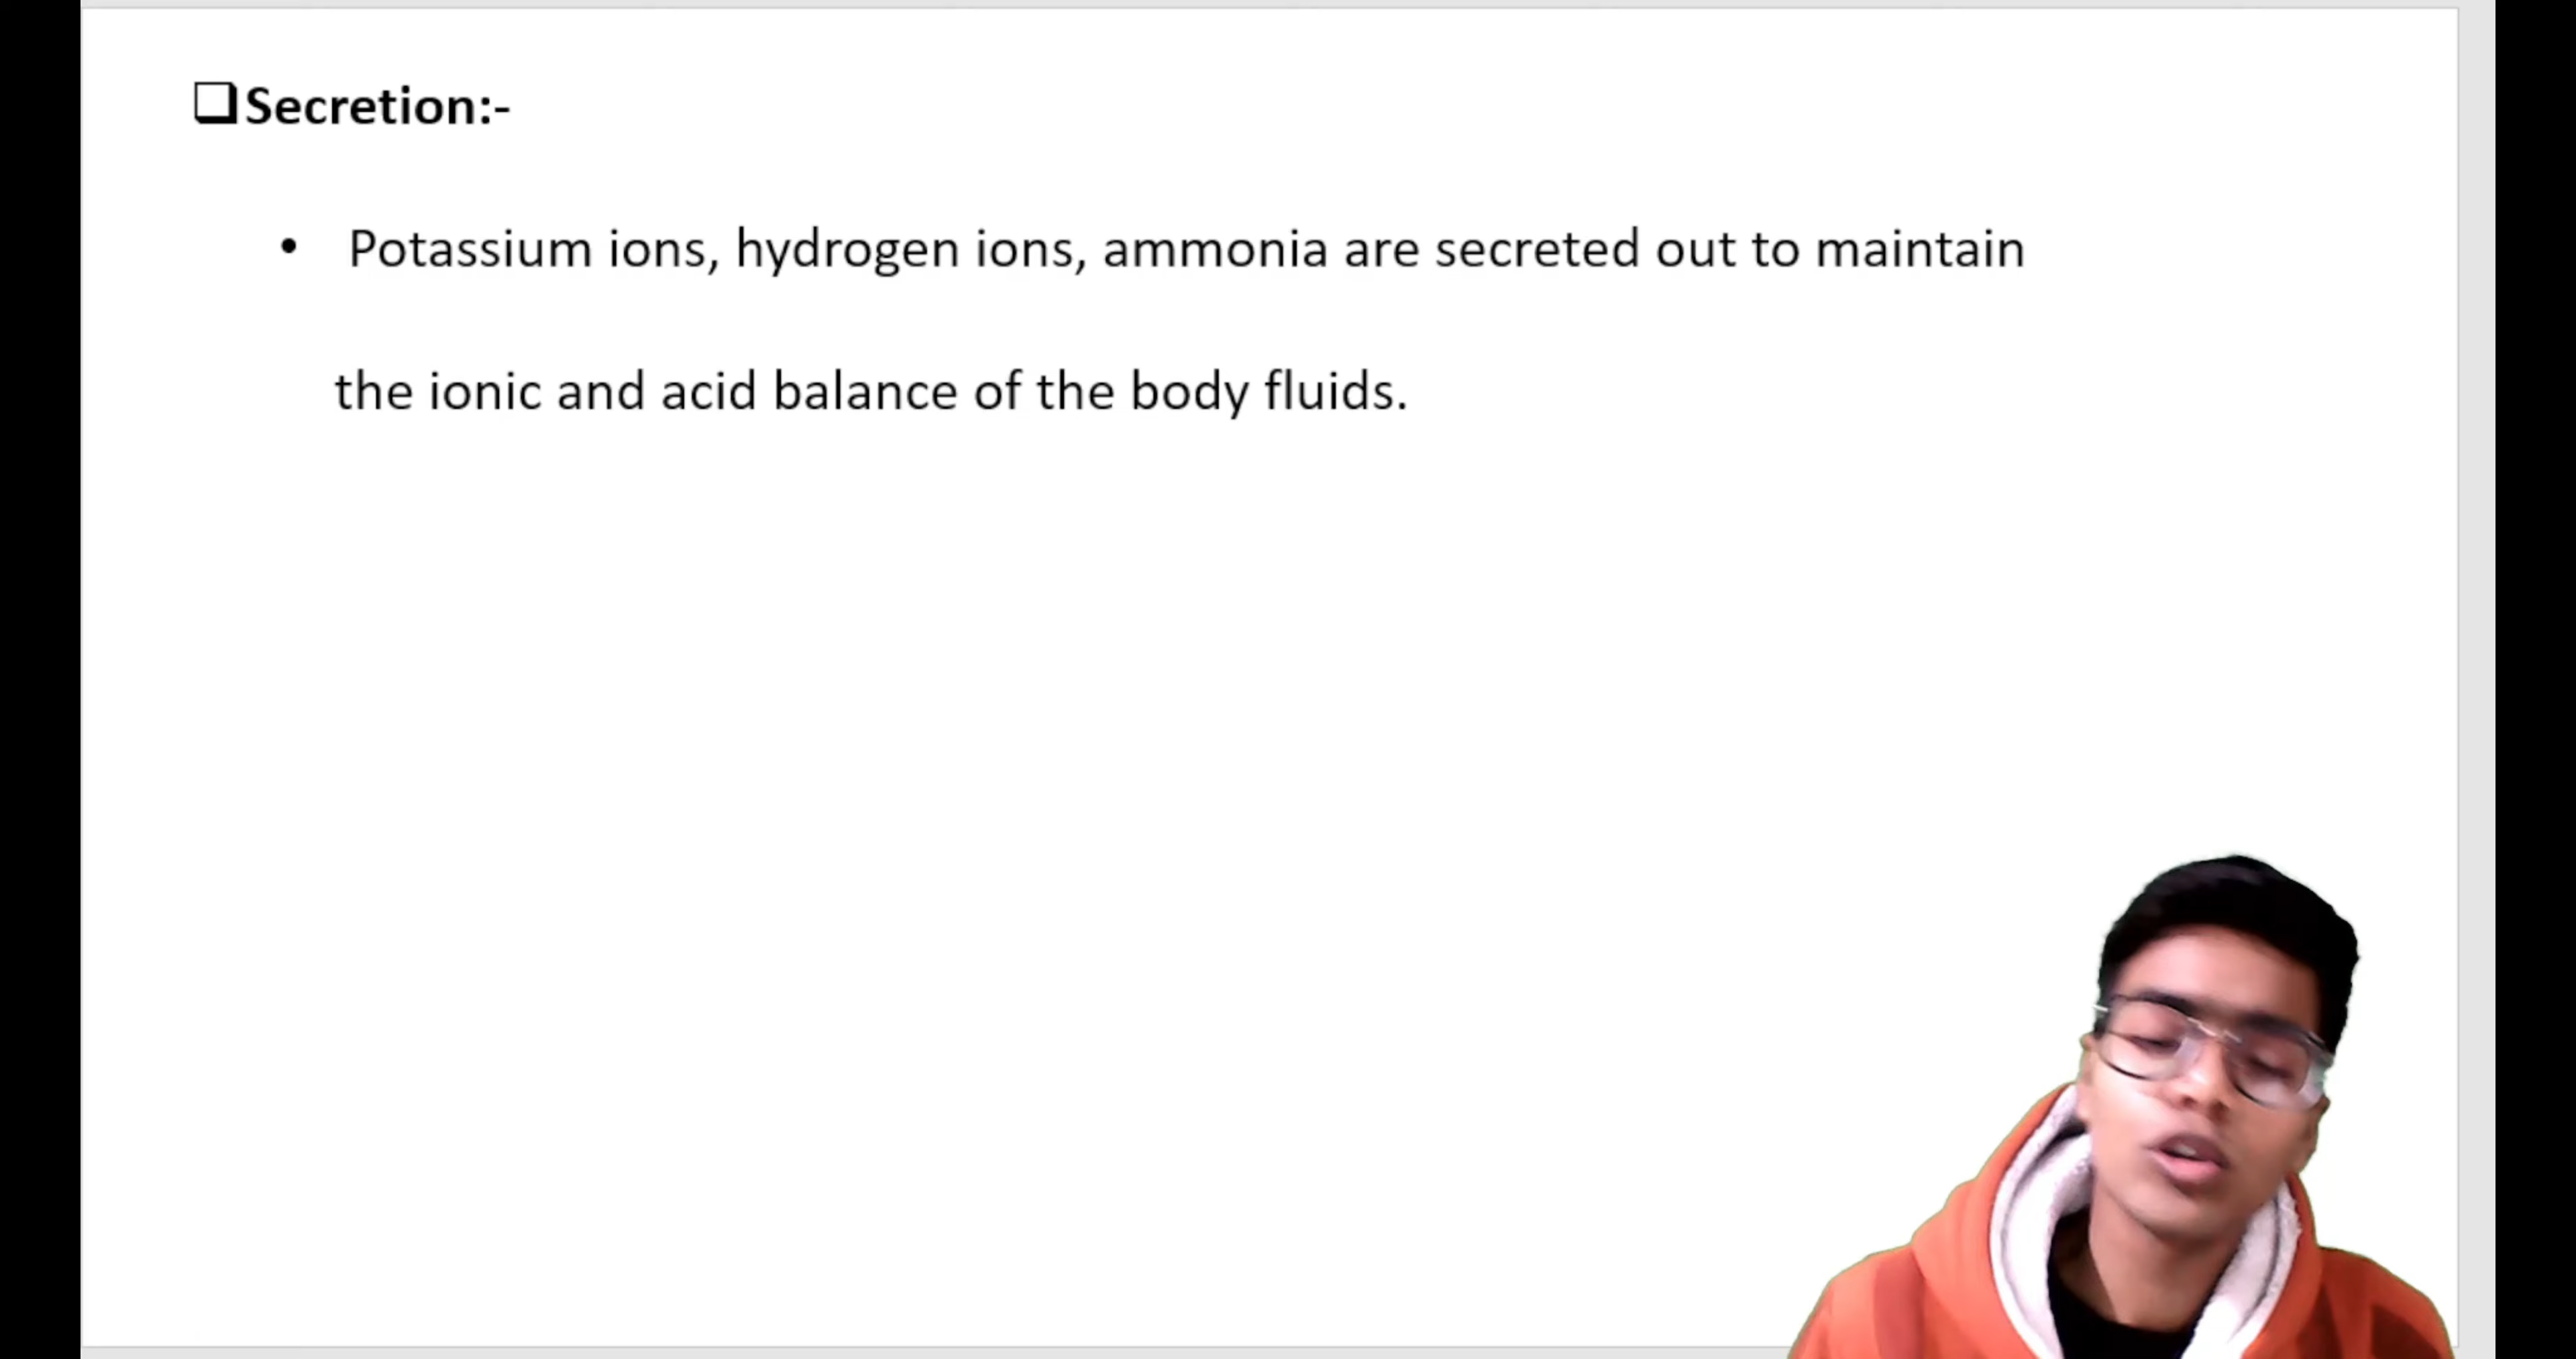 Secretion:-
• Potassium ions, hydrogen ions, ammonia are secreted out to maintain
the ionic and acid balance of the body fluids.